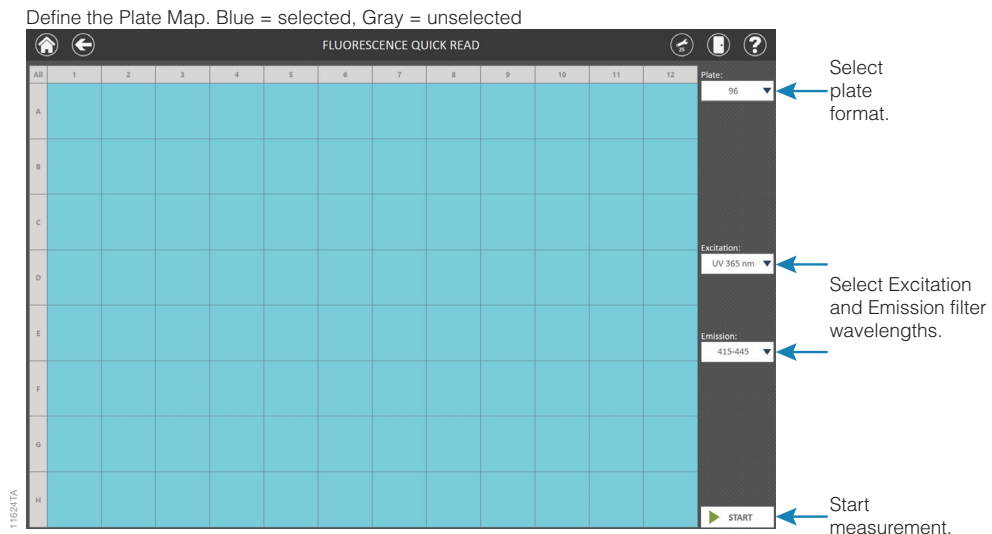 Define the Plate Map. Blue = selected, Gray = unselected
FLUORESCENCE QUICK READ
25
?
All 1 2 3 4 5 6 7 8 9 10 11 12
A
B
C
D
E
F
G
H
Plate:
96
Excitation:
UV 365 nm
Emission:
415-445
START
Select
plate
format.
Select Excitation
and Emission filter
wavelengths.
Start
measurement.
11624TA